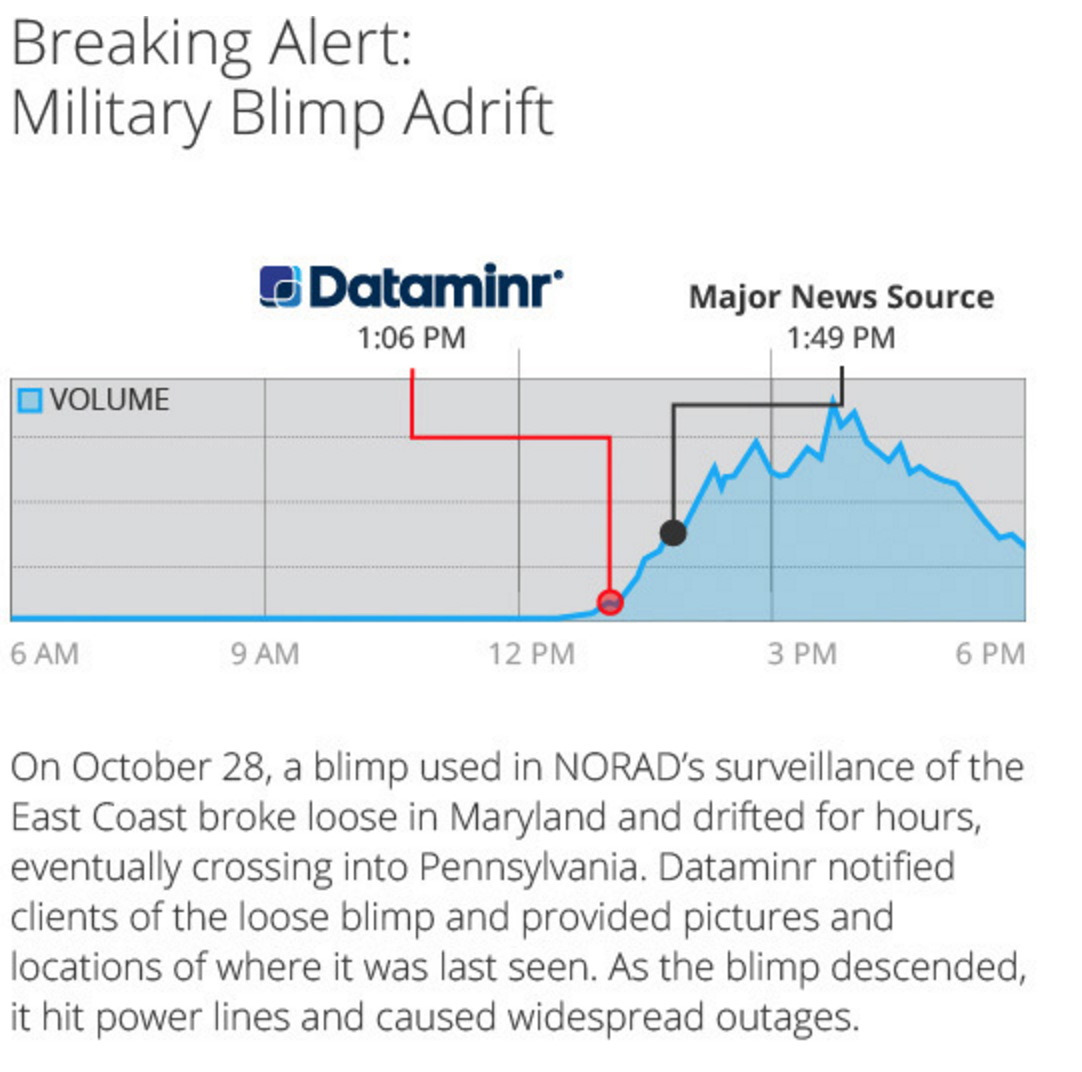 Breaking Alert:
Military Blimp Adrift
Dataminr
1:06 PM
Major News Source
1:49 PM
VOLUME
6 AM
9 AM
12 PM
3 PM
6 PM
On October 28, a blimp used in NORAD’s surveillance of the
East Coast broke loose in Maryland and drifted for hours,
eventually crossing into Pennsylvania. Dataminr notified
clients of the loose blimp and provided pictures and
locations of where it was last seen. As the blimp descended,
it hit power lines and caused widespread outages.